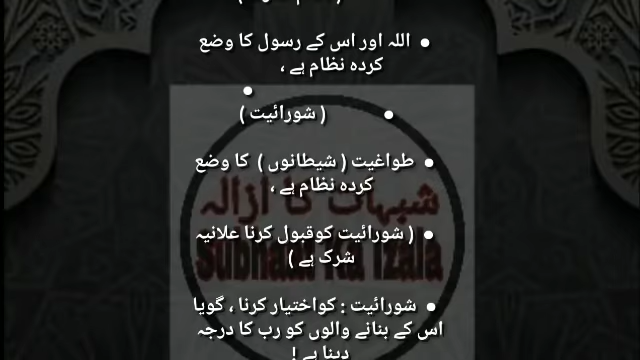 اللہ اور اس کے رسول کا وضع
کردہ نظام ہے ،
( شورائیت )
طواغیت ( شیطانوں ) کا وضع
کردہ نظام ہے ،
( شورائیت کوقبول کرنا علانیہ
شرک ہے )
شورائیت : کواختیار کرنا ، گویا
اس کے بنانے والوں کو رب کا درجہ
دینا ہے !
شبہات کا ازالہ
Subhaat Ka Izala